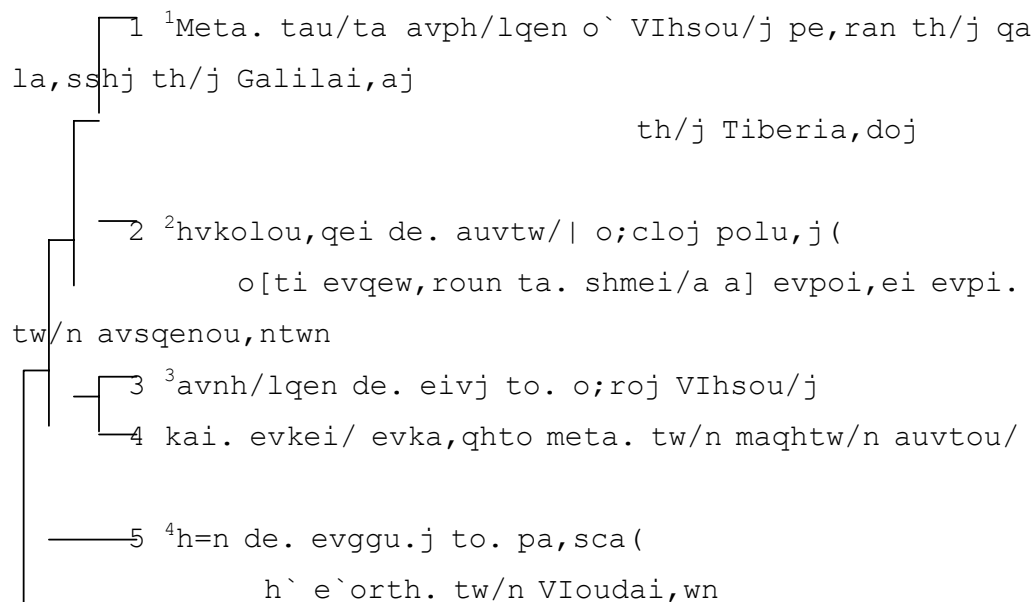 1 ¹Meta. tau/ta avph/lqen o` VIhsou/j pe,ran th/j qa
la,sshj th/j Galilai,aj
th/j Tiberia,doj
2 ²hvkolou,qei de. auvtw/| o;cloj polu,j(
o[ti evqew,roun ta. shmei/a a] evpoi,ei evpi.
tw/n avsqenou,ntwn
3 ³avnh/lqen de. eivj to. o;roj VIhsou/j
4 kai. evkei/ evka,qhto meta. tw/n maqhtw/n auvtou/
5 ⁴h=n de. evggu.j to. pa,sca(
h` e`orth. tw/n VIoudai,wn